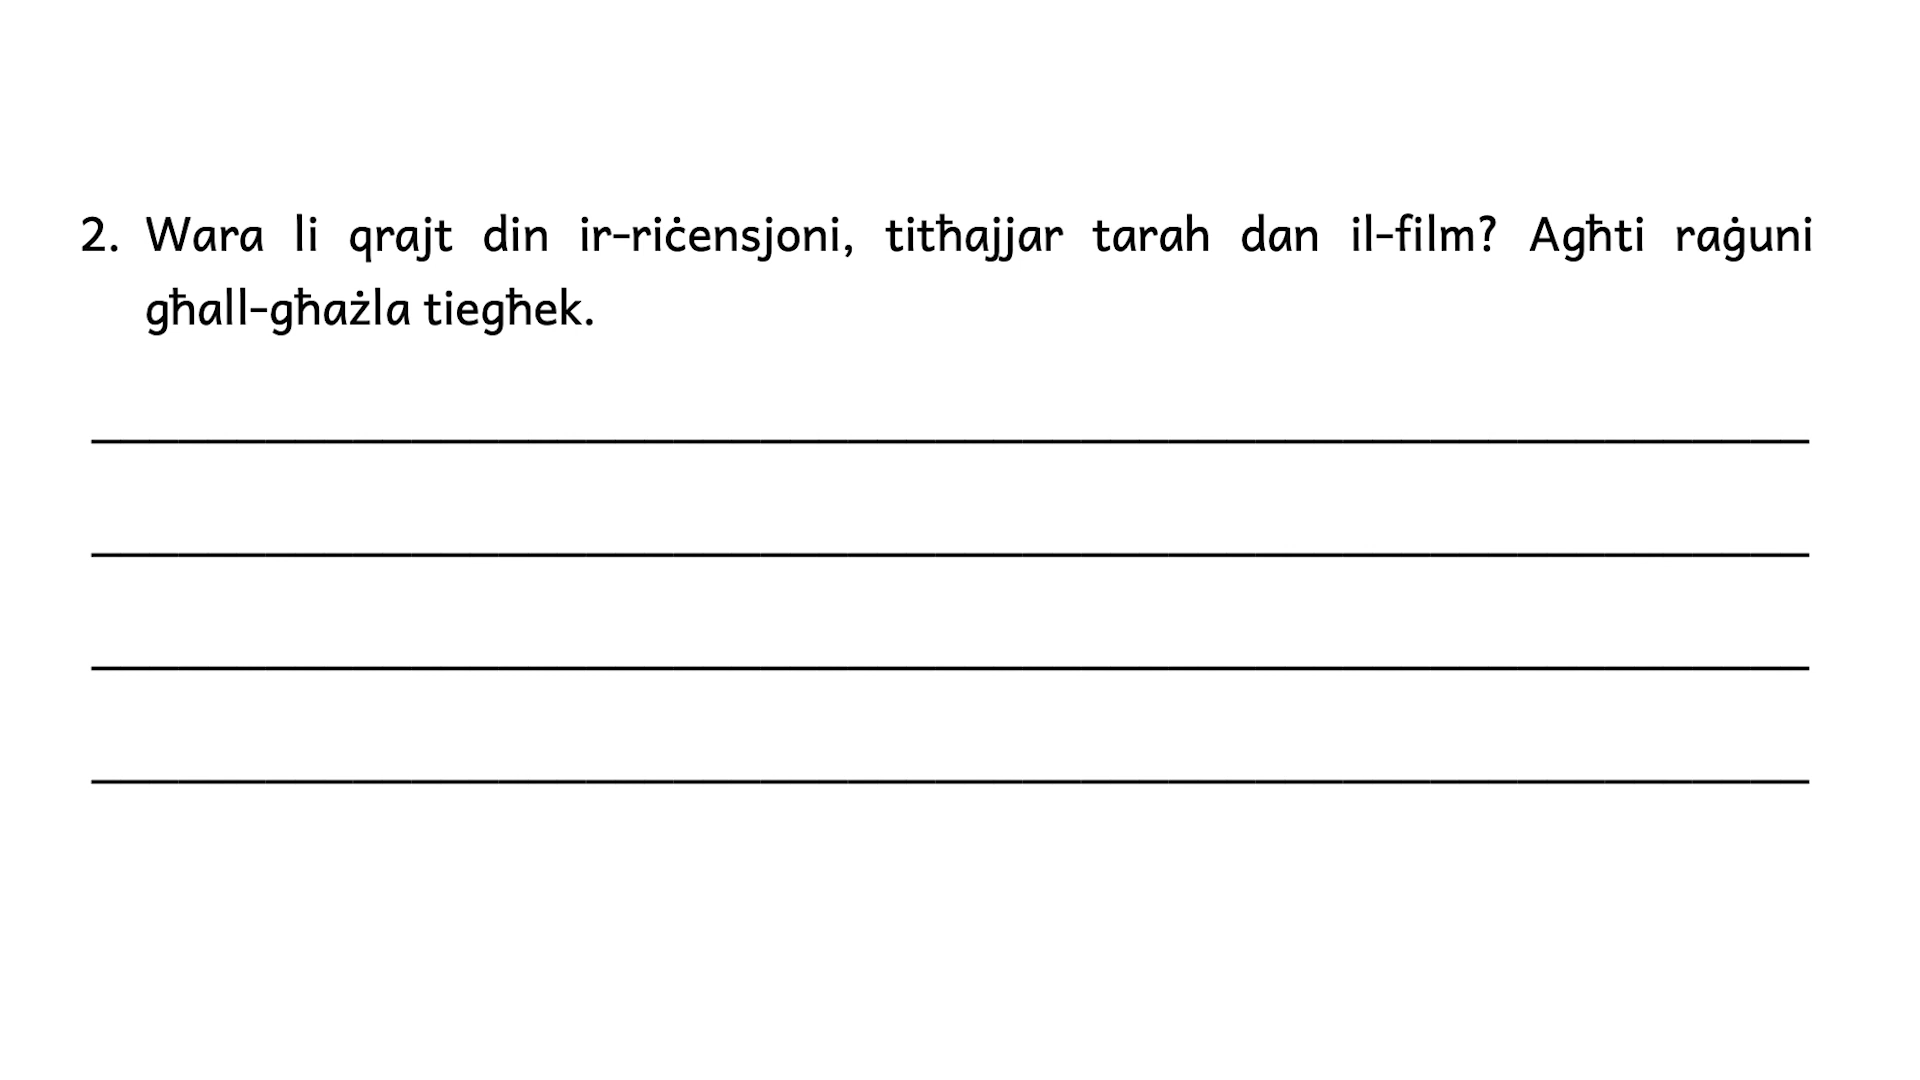 2. Wara li qrajt din ir-riċensjoni, titħajjar tarah dan il-film? Agħti raġuni
għall-għażla tiegħek.